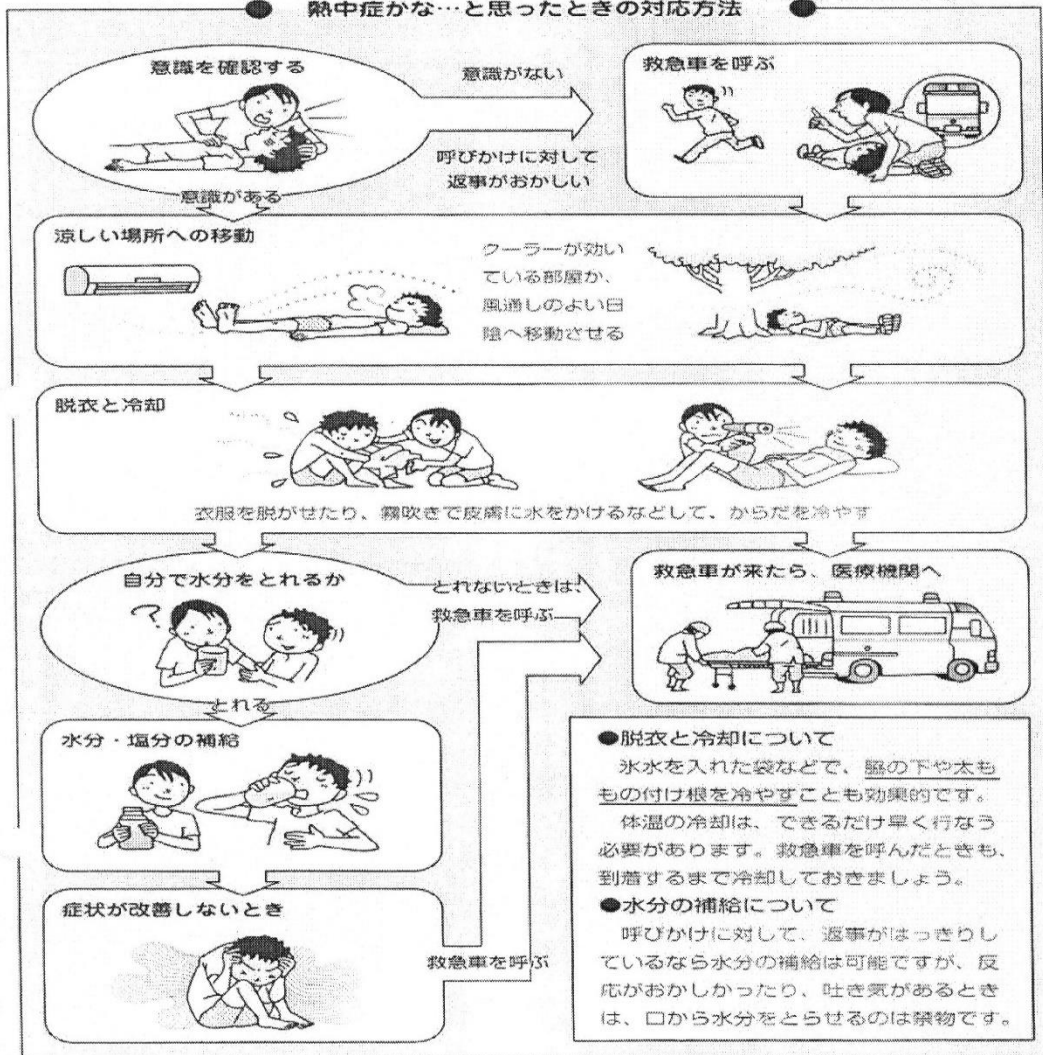 ● 熱中症かな…と思ったときの対応方法 ●
意識を確認する
意識がない
呼びかけに対して
返事がおかしい
救急車を呼ぶ
意識がある
涼しい場所への移動
クーラーが効い
ている部屋か、
風通しのよい日
陰へ移動させる
脱衣と冷却
衣服を脱がせたり、霧吹きで皮膚に水をかけるなどして、からだを冷やす
自分で水分をとれるか
とれないときは、
救急車を呼ぶ
救急車が来たら、医療機関へ
とれる
水分・塩分の補給
症状が改善しないとき
救急車を呼ぶ
●脱衣と冷却について
氷水を入れた袋などで、脇の下や太も
もの付け根を冷やすことも効果的です。
体温の冷却は、できるだけ早く行なう
必要があります。救急車を呼んだときも、
到着するまで冷却しておきましょう。
●水分の補給について
呼びかけに対して、返事がはっきりし
ているなら水分の補給は可能ですが、反
応がおかしかったり、吐き気があるとき
は、口から水分をとらせるのは禁物です。